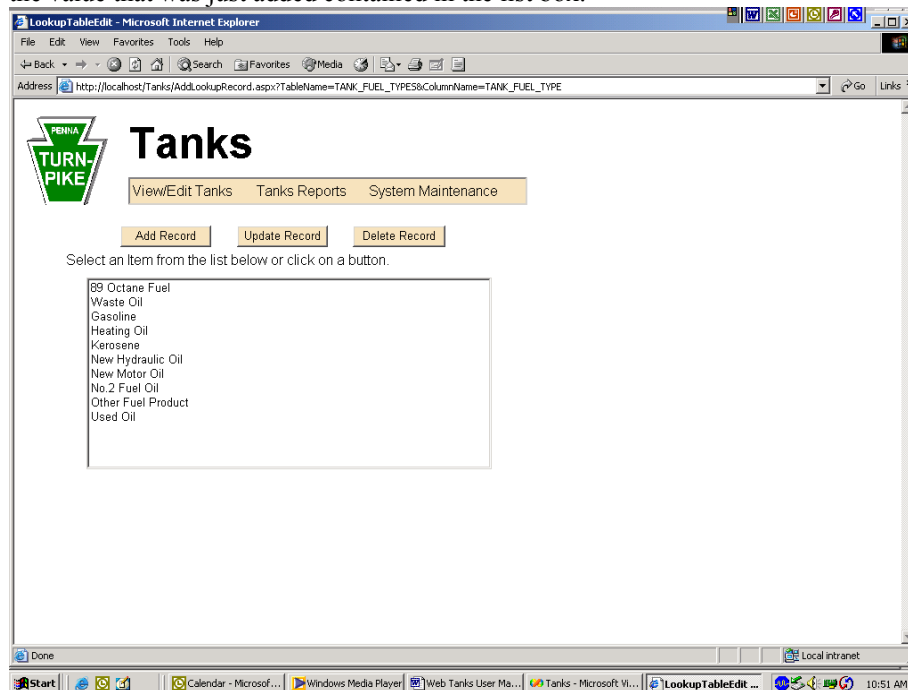 the value that was just added contained in the list box.
LookupTableEdit - Microsoft Internet Explorer
File Edit View Favorites Tools Help
Back Search Favorites Media
Address http://localhost/Tanks/AddLookupRecord.aspx?TableName=TANK_FUEL_TYPES&ColumnName=TANK_FUEL_TYPE Go Links
PENNA
TURN-
PIKE
Tanks
View/Edit Tanks Tanks Reports System Maintenance
Add Record Update Record Delete Record
Select an Item from the list below or click on a button.
89 Octane Fuel
Waste Oil
Gasoline
Heating Oil
Kerosene
New Hydraulic Oil
New Motor Oil
No.2 Fuel Oil
Other Fuel Product
Used Oil
Done Local intranet
Start Calendar - Microsof... Windows Media Player Web Tanks User Ma... Tanks - Microsoft Vi... LookupTableEdit ... 10:51 AM